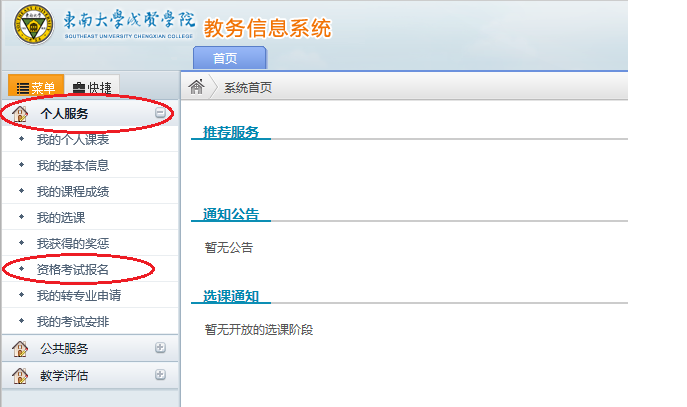 东南大学成贤学院
SOUTHEAST UNIVERSITY CHENGXIAN COLLEGE
教务信息系统
首页
菜单
快捷
系统首页
个人服务
我的个人课表
我的基本信息
我的课程成绩
我的选课
我获得的奖惩
资格考试报名
我的转专业申请
我的考试安排
公共服务
教学评估
推荐服务
通知公告
暂无公告
选课通知
暂无开放的选课阶段